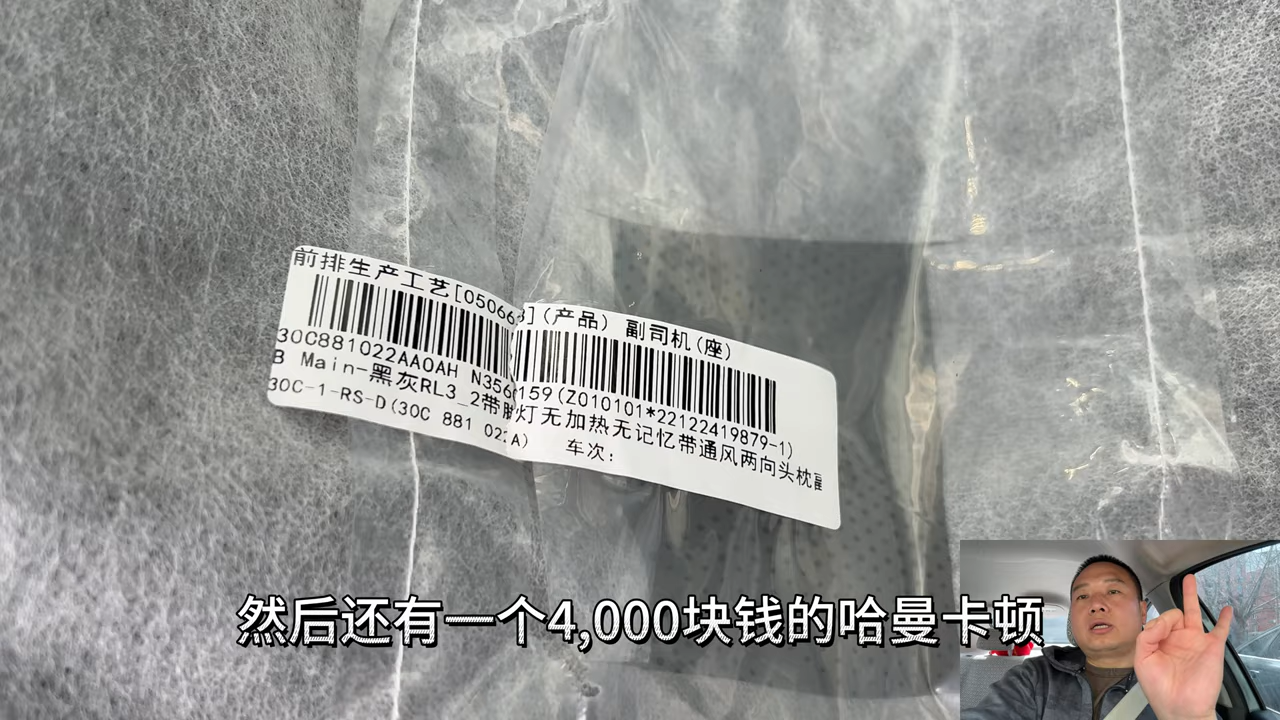 前排生产工艺[05066 3](产品) 副司机(座)
30C881022AA0AH N356 159(Z010101*22122419879-1)
B Main-黑灰RL3_2带 灯无加热无记忆带通风两向头枕
30C-1-RS-D(30C 881 02 A) 车次:
然后还有一个4,000块钱的哈曼卡顿